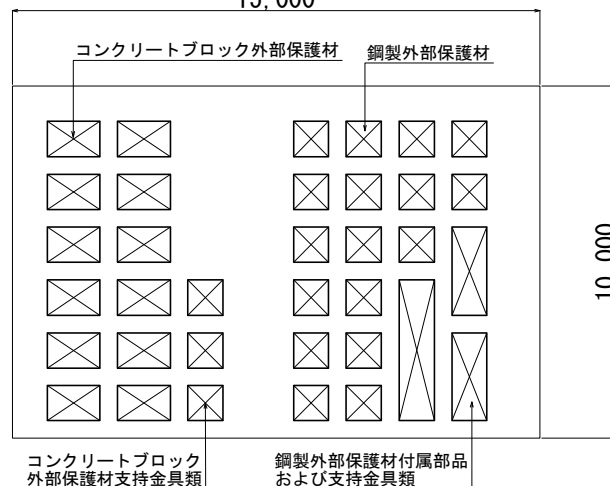 15,000
コンクリートブロック外部保護材
鋼製外部保護材
10,000
コンクリートブロック
外部保護材支持金具類
鋼製外部保護材付属部品
および支持金具類